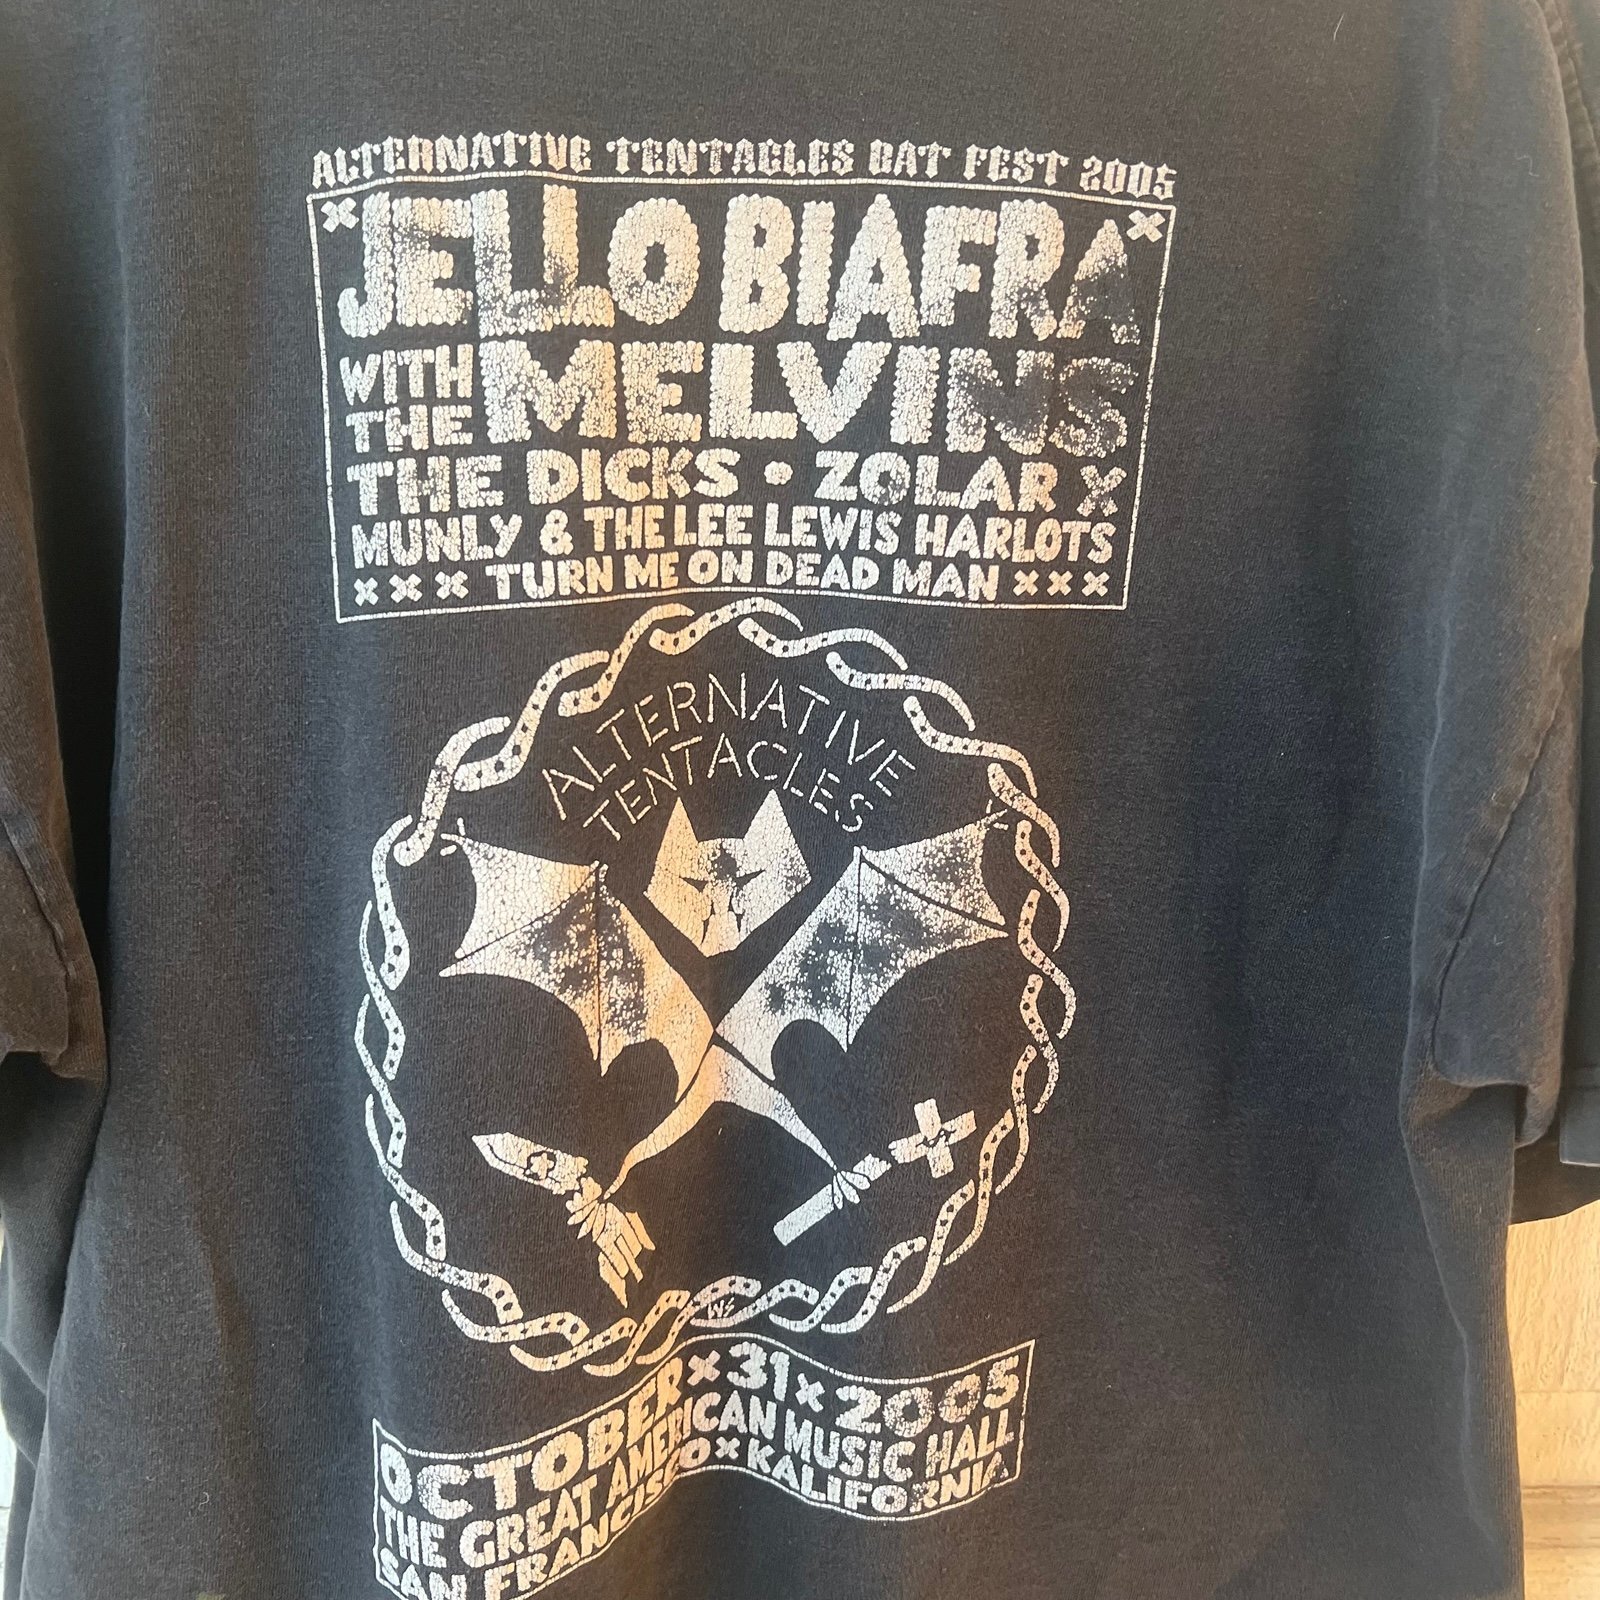 ALTERNATIVE TENTACLES BAT FEST 2005
JELLO BIAFRA
WITH THE MELVINS
THE DICKS • ZOLAR X
MUNLY & THE LEE LEWIS HARLOTS
x x x TURN ME ON DEAD MAN x x x
ALTERNATIVE
TENTACLES
WS
OCTOBER x 31 x 2005
THE GREAT AMERICAN MUSIC HALL
SAN FRANCISCO x KALIFORNIA